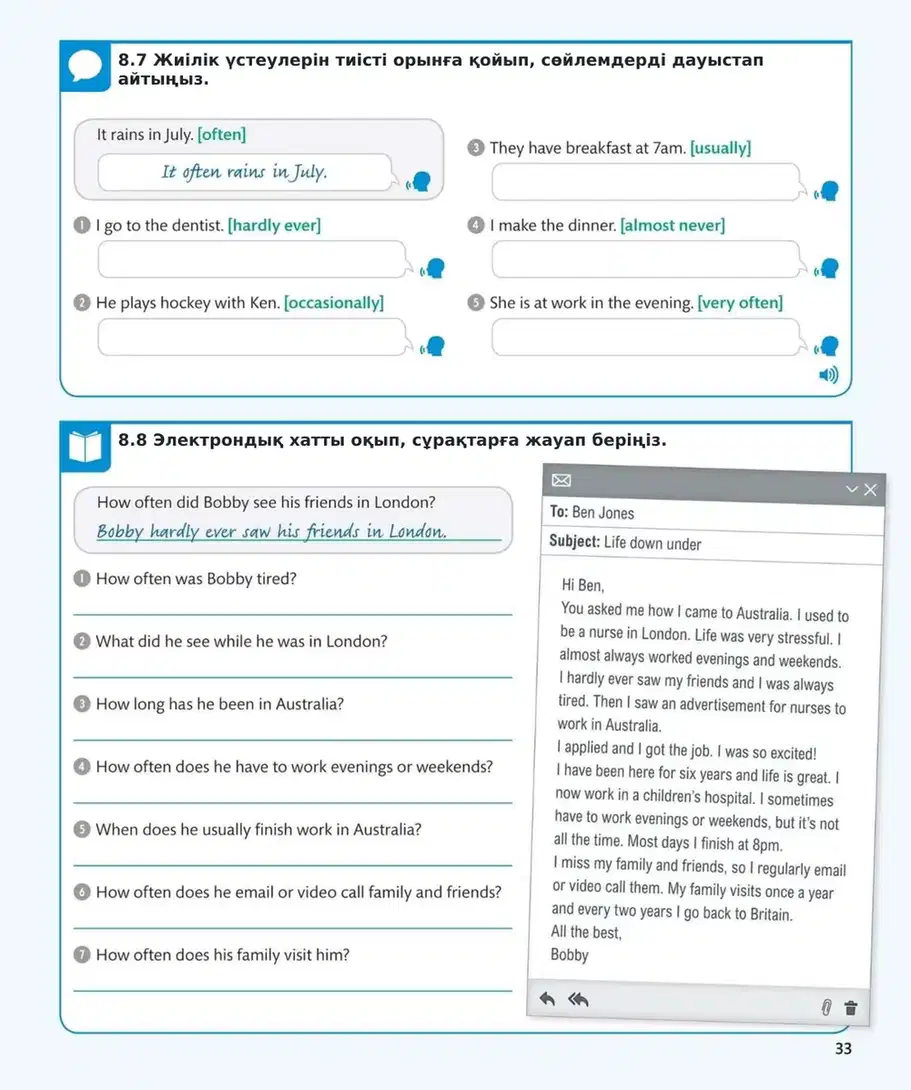 8.7 Жиілік үстеулерін тиісті орынға қойып, сөйлемдерді дауыстап
айтыңыз.
It rains in July. [often]
It often rains in July.
1 I go to the dentist. [hardly ever]
2 He plays hockey with Ken. [occasionally]
3 They have breakfast at 7am. [usually]
4 I make the dinner. [almost never]
5 She is at work in the evening. [very often]
8.8 Электрондық хатты оқып, сұрақтарға жауап беріңіз.
How often did Bobby see his friends in London?
Bobby hardly ever saw his friends in London.
1 How often was Bobby tired?
2 What did he see while he was in London?
3 How long has he been in Australia?
4 How often does he have to work evenings or weekends?
5 When does he usually finish work in Australia?
6 How often does he email or video call family and friends?
7 How often does his family visit him?
To: Ben Jones
Subject: Life down under
Hi Ben,
You asked me how I came to Australia. I used to
be a nurse in London. Life was very stressful. I
almost always worked evenings and weekends.
I hardly ever saw my friends and I was always
tired. Then I saw an advertisement for nurses to
work in Australia.
I applied and I got the job. I was so excited!
I have been here for six years and life is great. I
now work in a children's hospital. I sometimes
have to work evenings or weekends, but it's not
all the time. Most days I finish at 8pm.
I miss my family and friends, so I regularly email
or video call them. My family visits once a year
and every two years I go back to Britain.
All the best,
Bobby
33